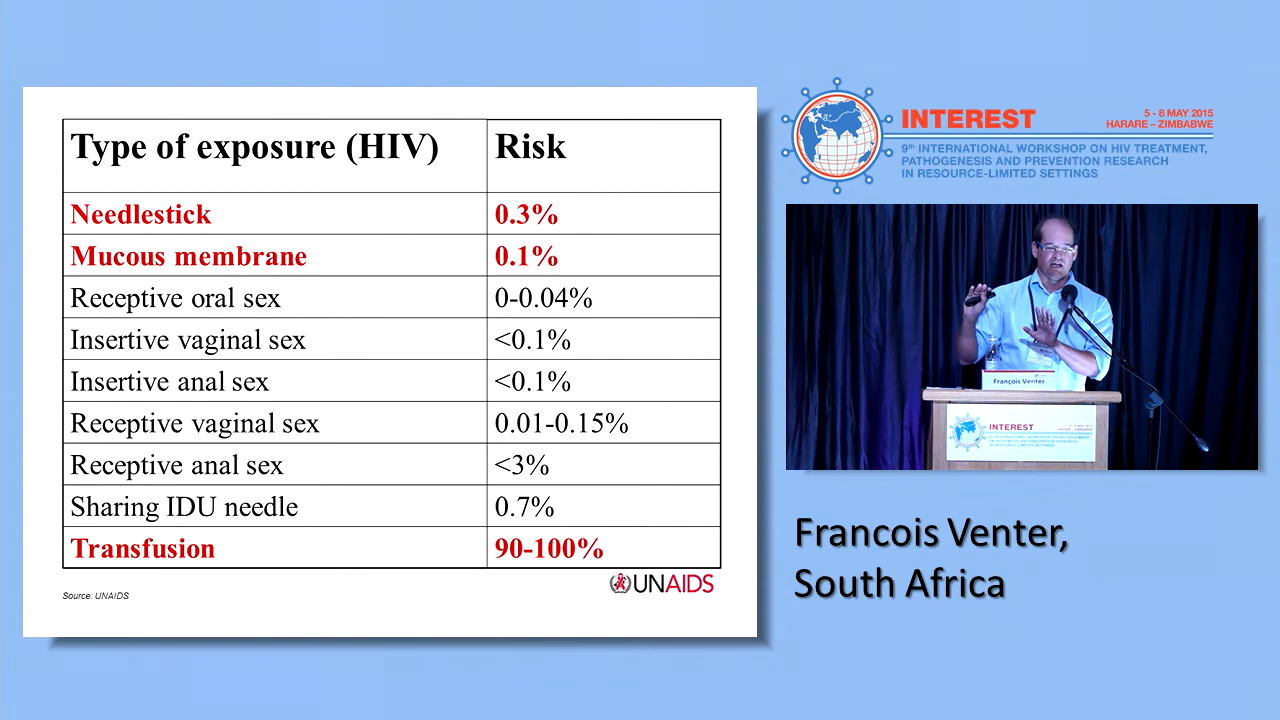 Type of exposure (HIV) Risk
Needlestick 0.3%
Mucous membrane 0.1%
Receptive oral sex 0-0.04%
Insertive vaginal sex <0.1%
Insertive anal sex <0.1%
Receptive vaginal sex 0.01-0.15%
Receptive anal sex <3%
Sharing IDU needle 0.7%
Transfusion 90-100%
Source: UNAIDS
UNAIDS
INTEREST
5 - 8 MAY 2015
HARARE – ZIMBABWE
9th INTERNATIONAL WORKSHOP ON HIV TREATMENT,
PATHOGENESIS AND PREVENTION RESEARCH
IN RESOURCE-LIMITED SETTINGS
François Venter
INTEREST
Francois Venter,
South Africa